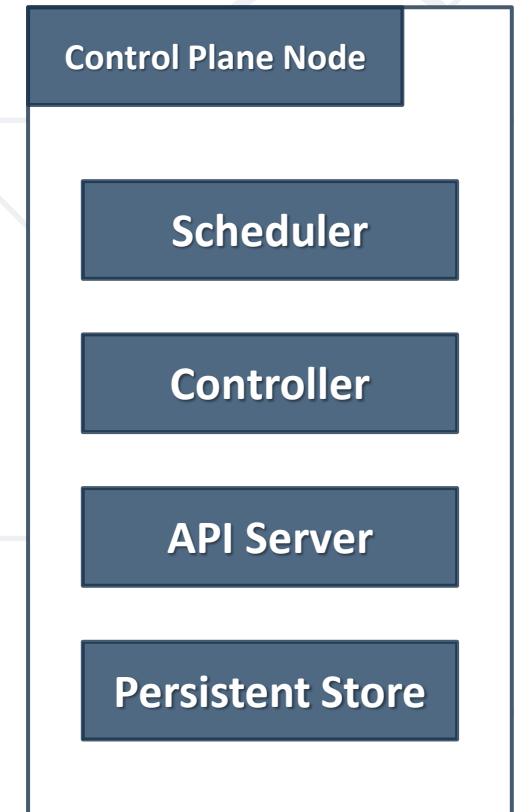 Control Plane Node
Scheduler
Controller
API Server
Persistent Store